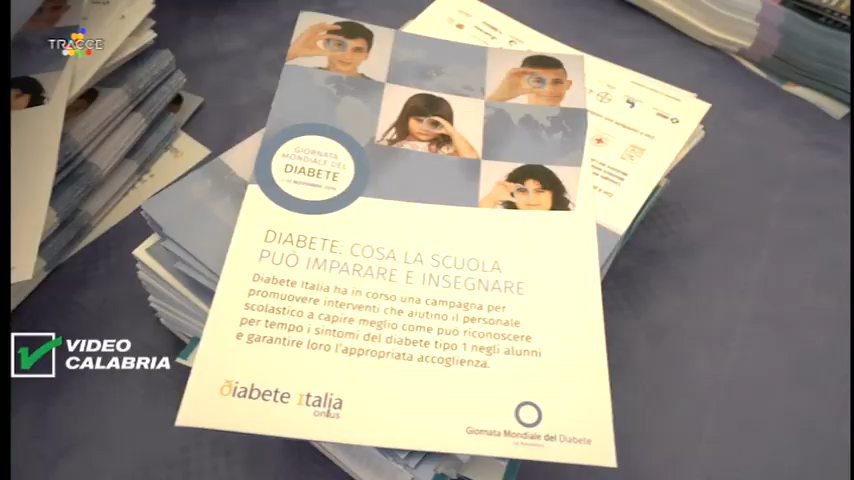 TRACCE
GIORNATA
MONDIALE DEL
DIABETE
DIABETE: COSA LA SCUOLA
PUÒ IMPARARE E INSEGNARE
Diabete Italia ha in corso una campagna per
promuovere interventi che aiutino il personale
scolastico a capire meglio come può riconoscere
per tempo i sintomi del diabete tipo 1 negli alunni
e garantire loro l'appropriata accoglienza.
diabete italia
onlus
Giornata Mondiale del Diabete
VIDEO
CALABRIA